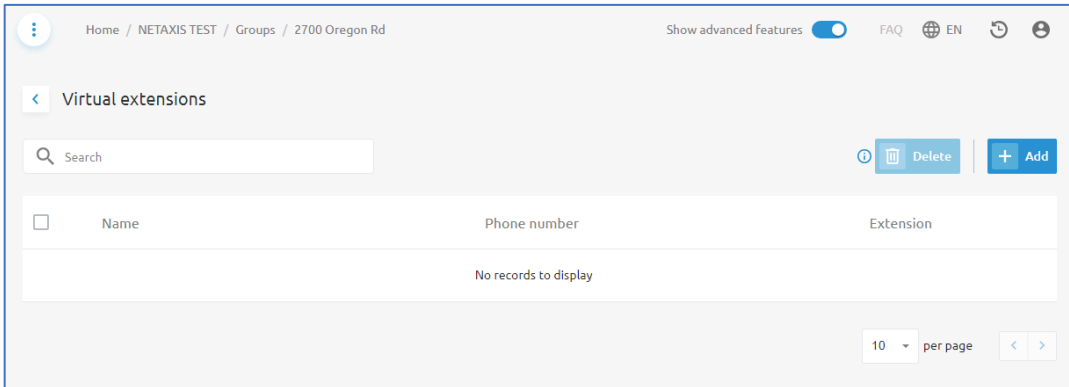 Home / NETAXIS TEST / Groups / 2700 Oregon Rd Show advanced features FAQ EN
Virtual extensions
Search Delete + Add
Name Phone number Extension
No records to display
10 per page < >